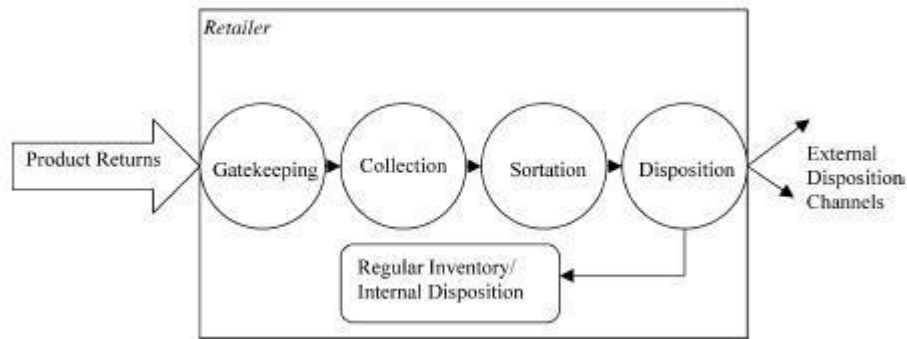 Retailer
Product Returns
Gatekeeping
Collection
Sortation
Disposition
External
Disposition
Channels
Regular Inventory/
Internal Disposition